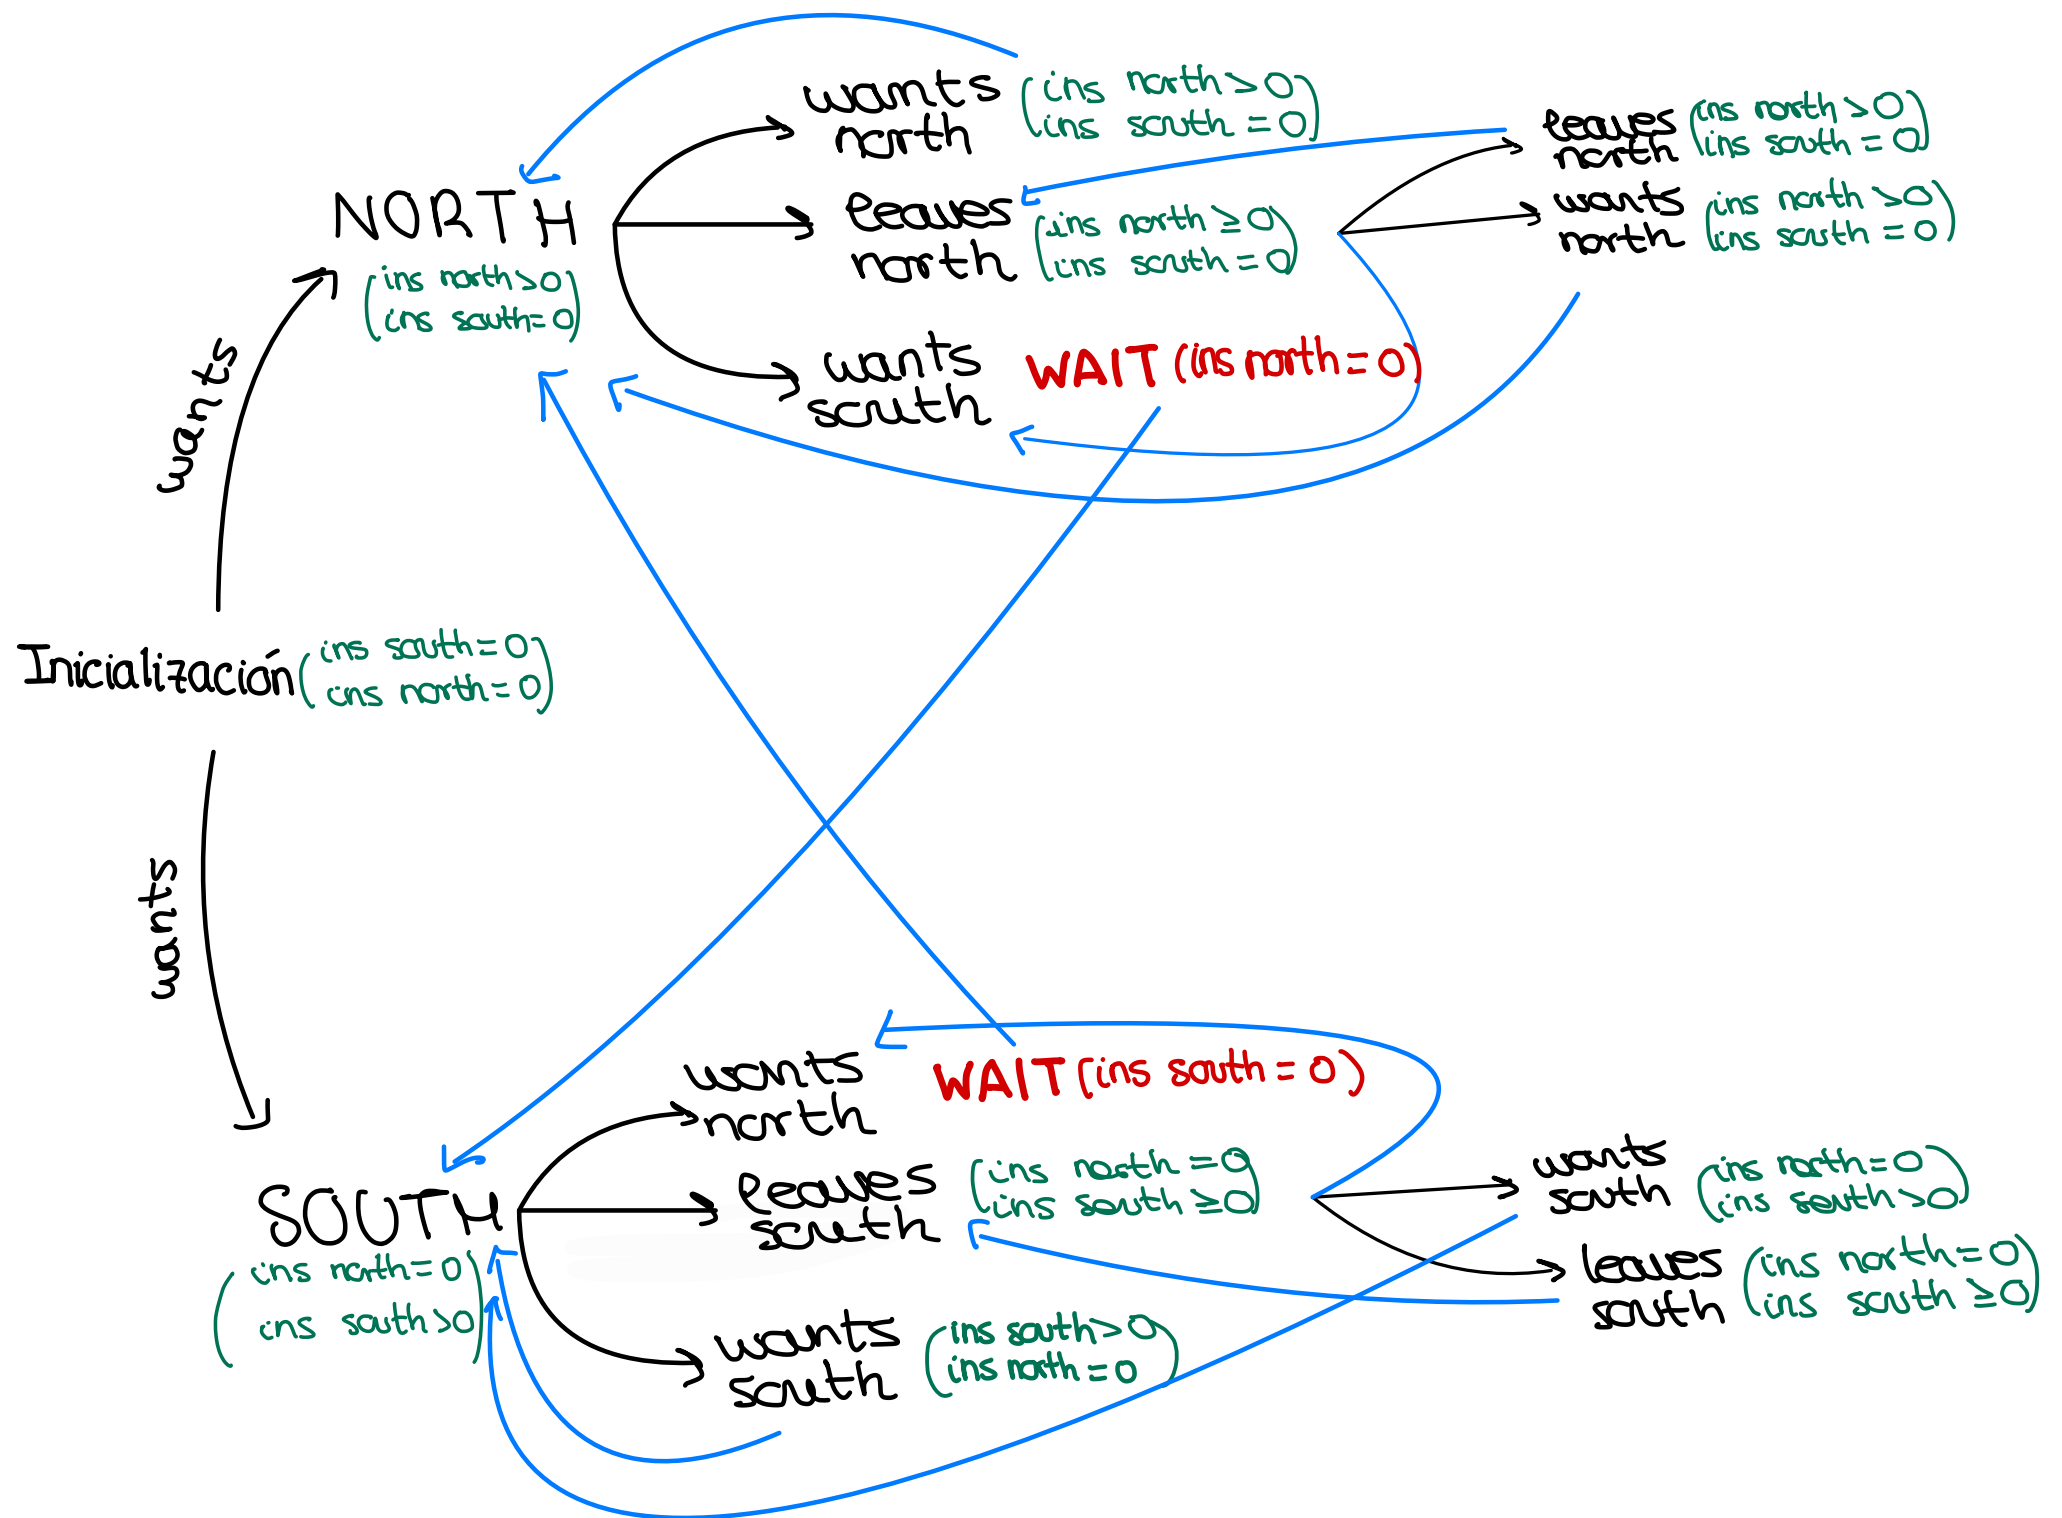 wants (ins north>0
north ins south = 0)
leaves (ins north >0
north ins south = 0)
NORTH
(ins north>0
ins south=0)
leaves (ins north ≥0
north ins south = 0)
wants (ins north >0
north ins south = 0)
wants WAIT (ins north = 0)
south
wants
Inicialización (ins south = 0
ins north = 0)
wants
wants WAIT (ins south = 0)
north
SOUTH
(ins north = 0
ins south >0)
leaves (ins north = 0
south ins south ≥0)
wants (ins north = 0
south ins south >0)
leaves (ins north = 0
south ins south ≥0)
wants (ins south > 0
south ins north = 0)